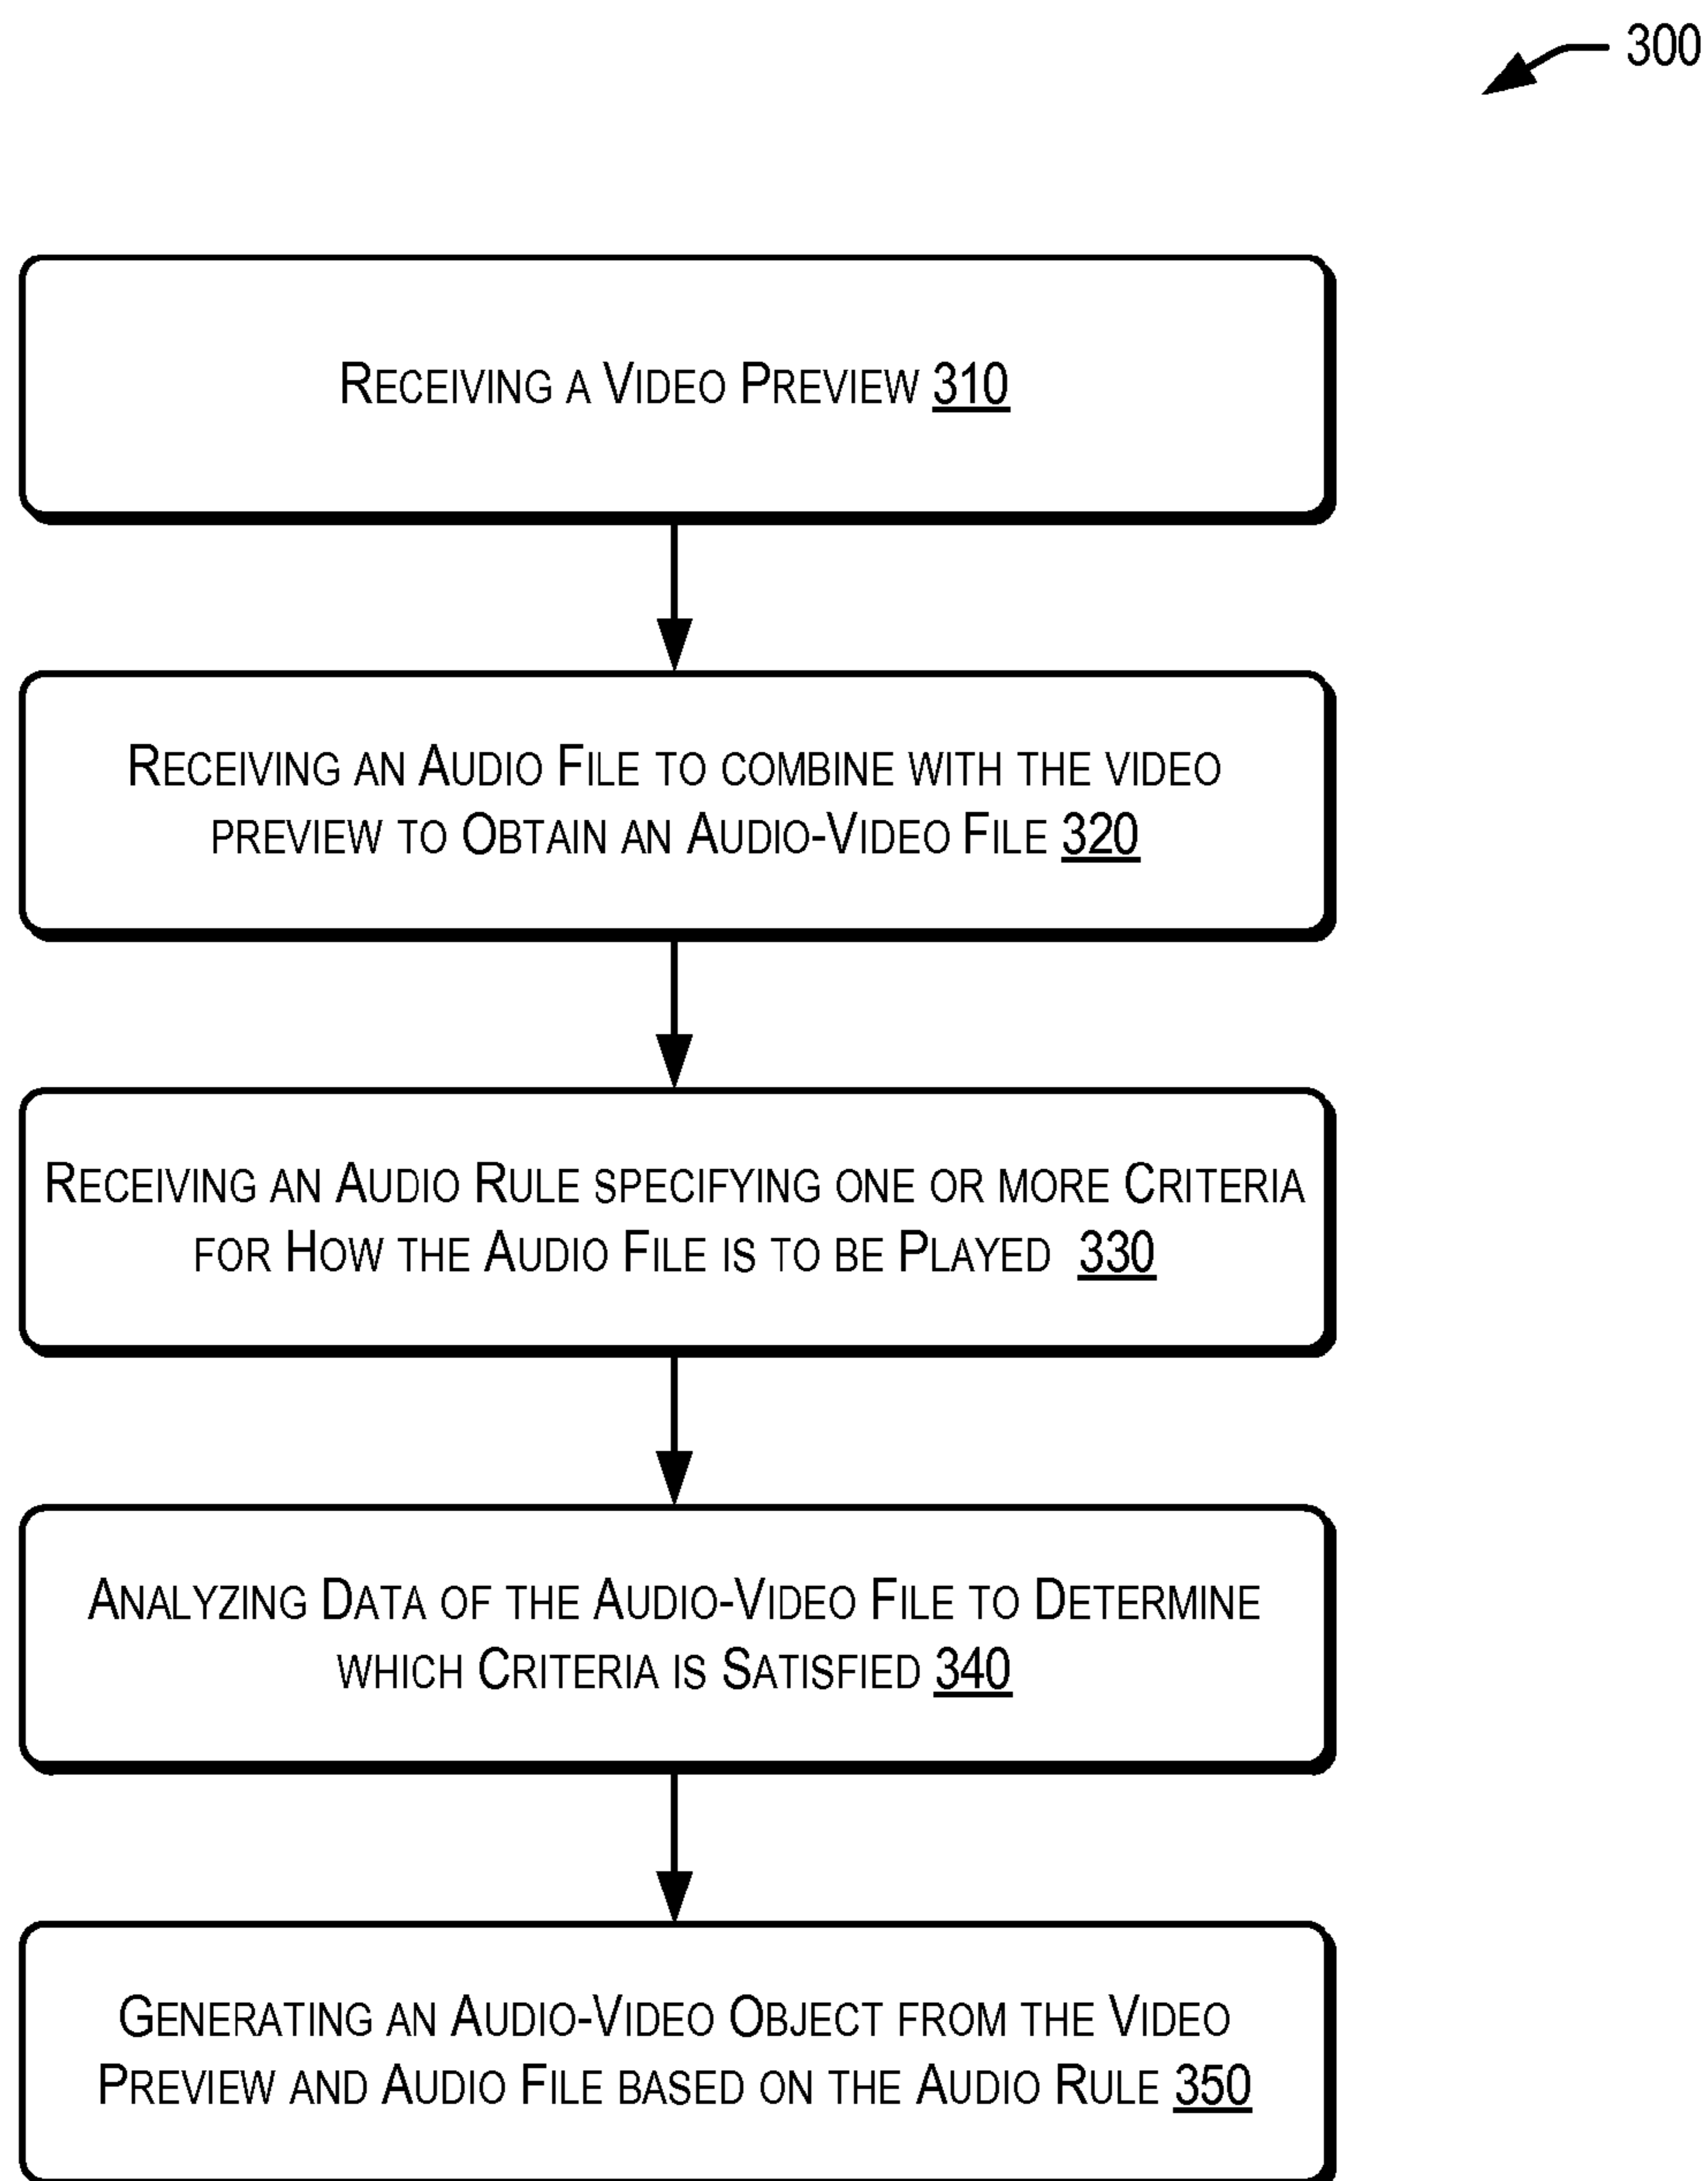 300
Receiving a Video Preview 310
Receiving an Audio File to combine with the video
preview to Obtain an Audio-Video File 320
Receiving an Audio Rule specifying one or more Criteria
for How the Audio File is to be Played 330
Analyzing Data of the Audio-Video File to Determine
which Criteria is Satisfied 340
Generating an Audio-Video Object from the Video
Preview and Audio File based on the Audio Rule 350